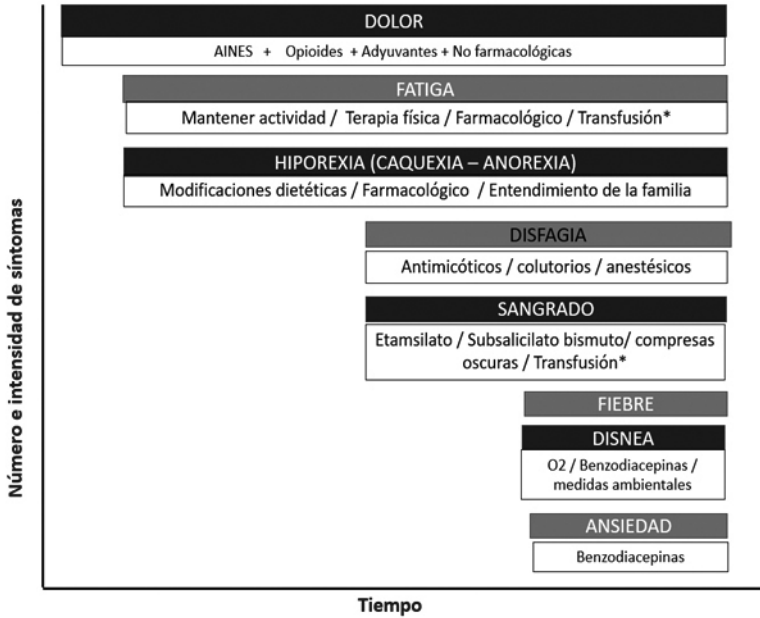 DOLOR
AINES + Opioides + Adyuvantes + No farmacológicas
FATIGA
Mantener actividad / Terapia física / Farmacológico / Transfusión*
HIPOREXIA (CAQUEXIA – ANOREXIA)
Modificaciones dietéticas / Farmacológico / Entendimiento de la familia
DISFAGIA
Antimicóticos / colutorios / anestésicos
SANGRADO
Etamsilato / Subsalicilato bismuto/ compresas
oscuras / Transfusión*
FIEBRE
DISNEA
O2 / Benzodiacepinas /
medidas ambientales
ANSIEDAD
Benzodiacepinas
Número e intensidad de síntomas
Tiempo